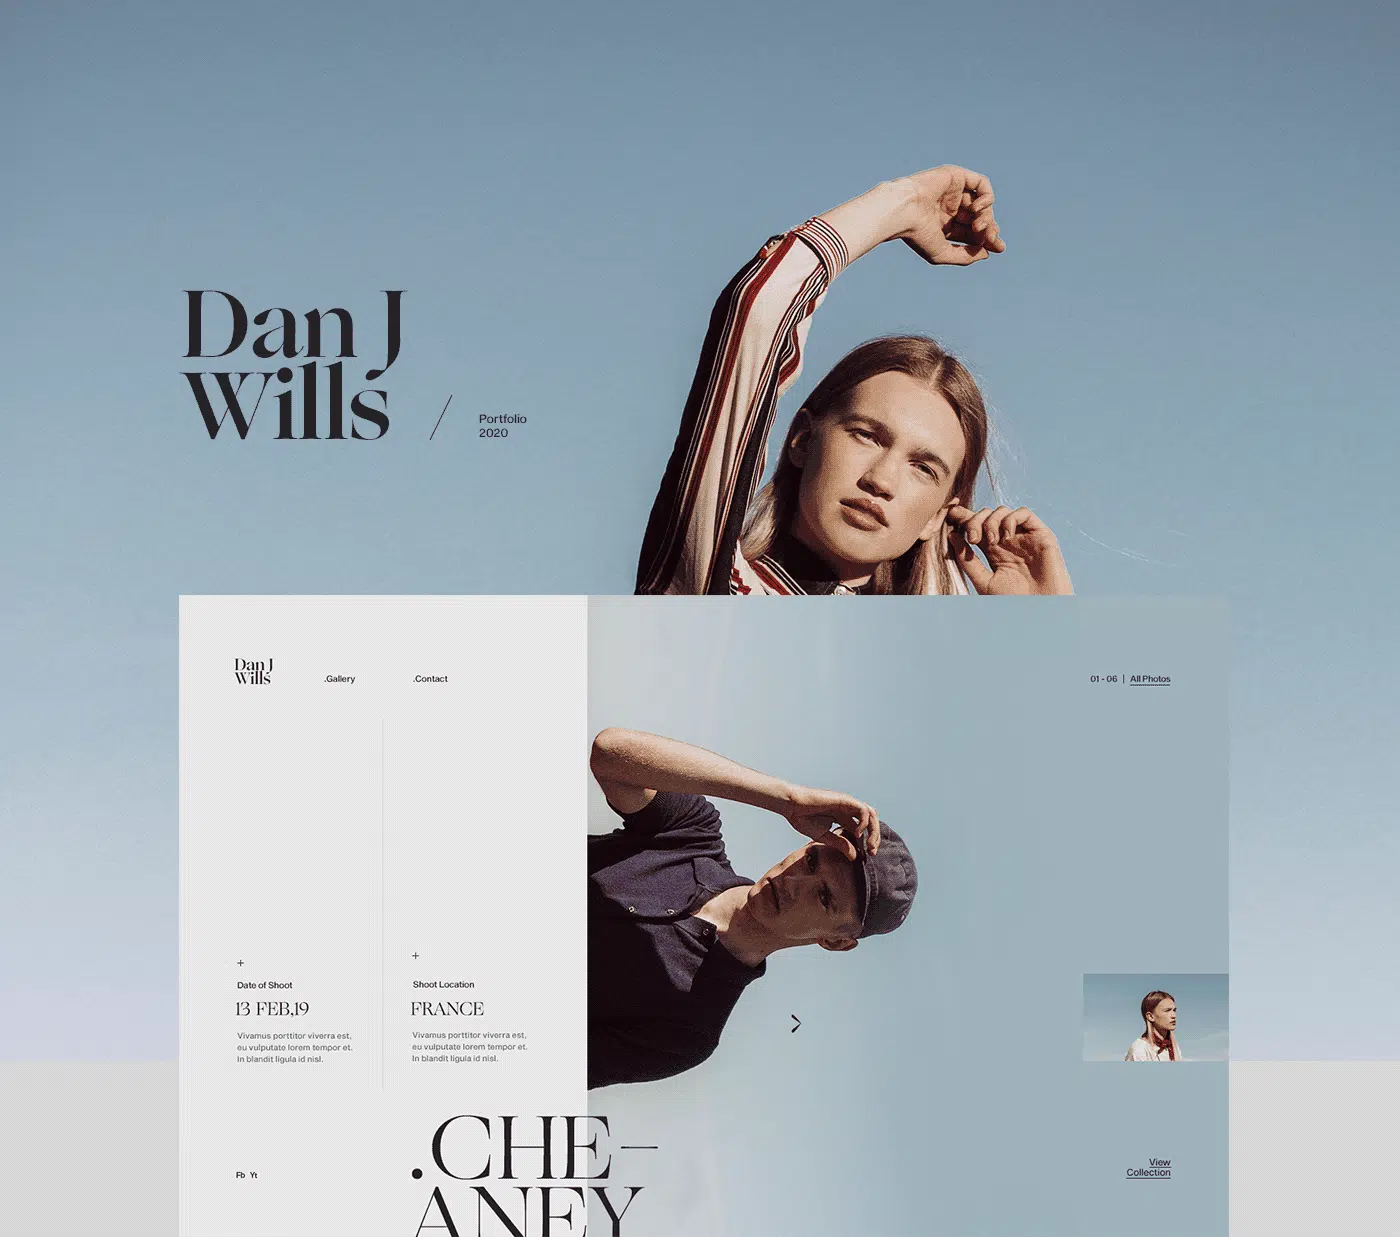 Dan J
Wills
Portfolio
2020
Dan J
Wills
.Gallery
.Contact
01 - 06 | All Photos
+
Date of Shoot
13 FEB,19
Vivamus porttitor viverra est,
eu vulputate lorem tempor et.
In blandit ligula id nisl.
+
Shoot Location
FRANCE
Vivamus porttitor viverra est,
eu vulputate lorem tempor et.
In blandit ligula id nisl.
.CHE-
ANEY
Fb Yt
View
Collection